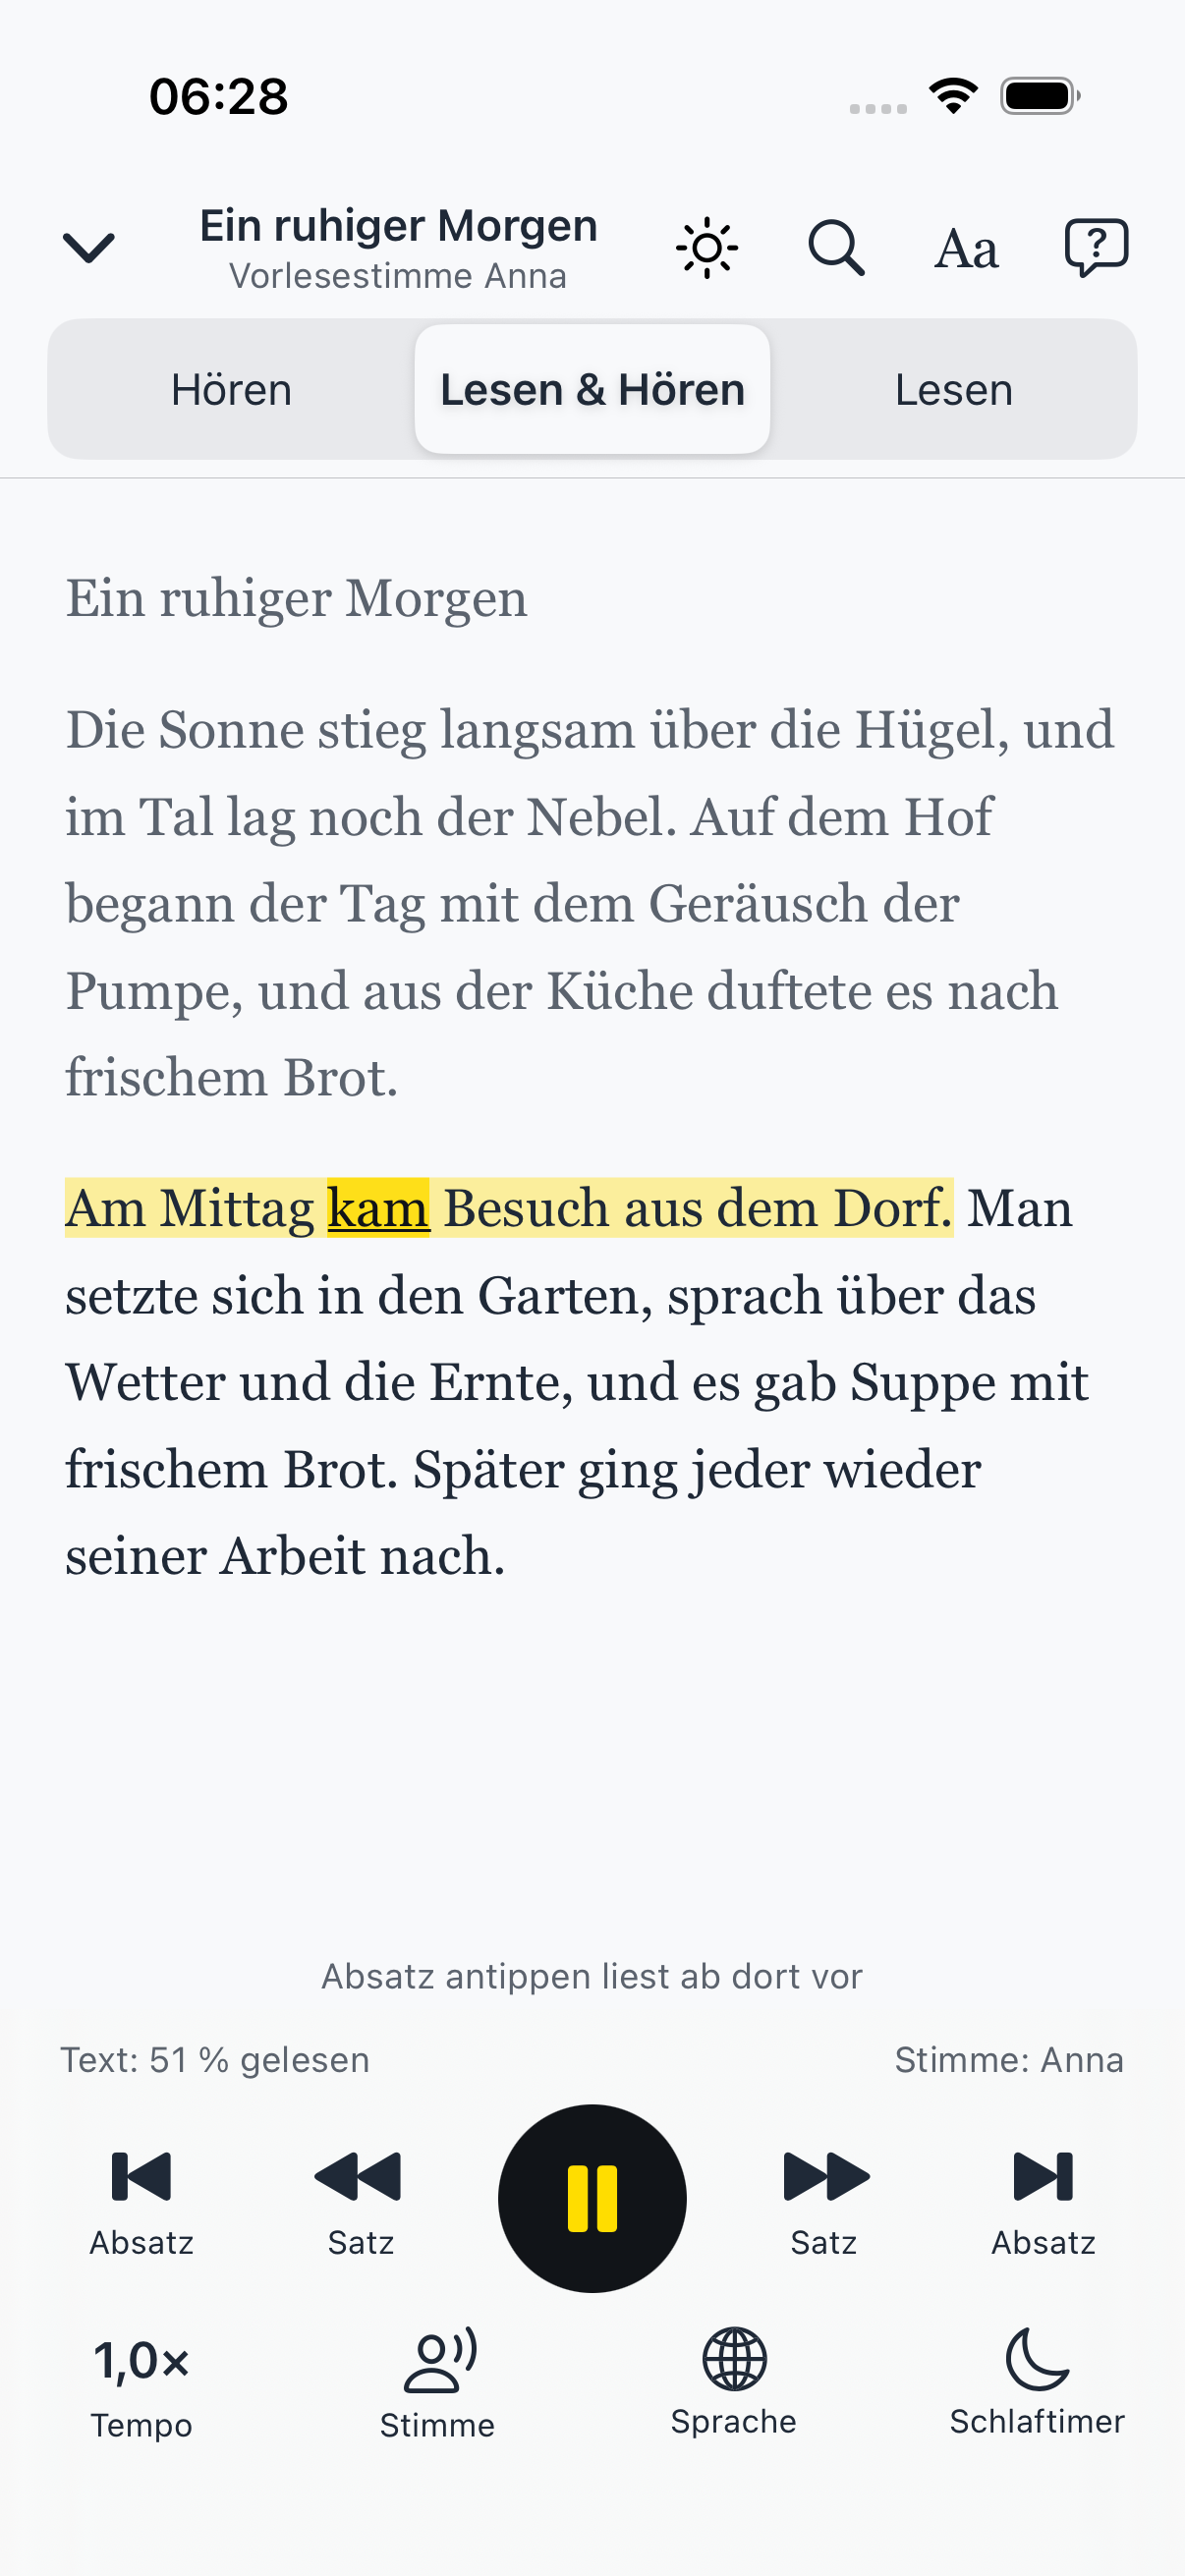 06:28
Ein ruhiger Morgen
Vorlesestimme Anna
Aa
?
Hören
Lesen & Hören
Lesen
Ein ruhiger Morgen
Die Sonne stieg langsam über die Hügel, und
im Tal lag noch der Nebel. Auf dem Hof
begann der Tag mit dem Geräusch der
Pumpe, und aus der Küche duftete es nach
frischem Brot.
Am Mittag kam Besuch aus dem Dorf. Man
setzte sich in den Garten, sprach über das
Wetter und die Ernte, und es gab Suppe mit
frischem Brot. Später ging jeder wieder
seiner Arbeit nach.
Absatz antippen liest ab dort vor
Text: 51 % gelesen
Stimme: Anna
Absatz
Satz
Satz
Absatz
1,0×
Tempo
Stimme
Sprache
Schlaftimer